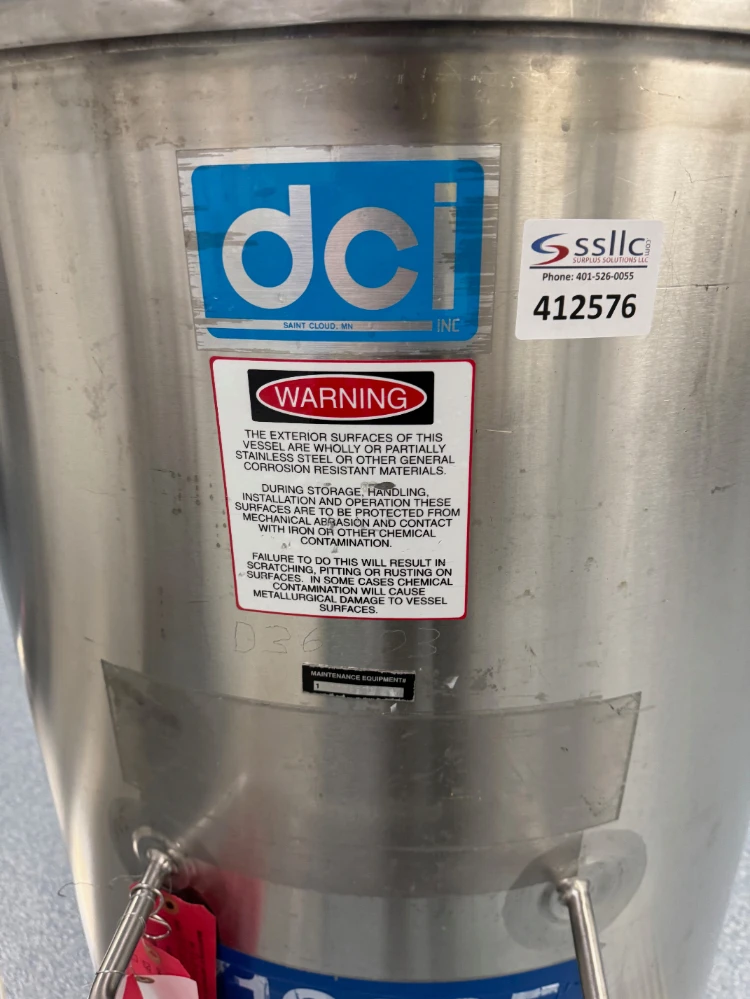 dci
SAINT CLOUD, MN
INC
ssllc.com
SURPLUS SOLUTIONS LLC
Phone: 401-526-0055
412576
WARNING
THE EXTERIOR SURFACES OF THIS
VESSEL ARE WHOLLY OR PARTIALLY
STAINLESS STEEL OR OTHER GENERAL
CORROSION RESISTANT MATERIALS.
DURING STORAGE, HANDLING,
INSTALLATION AND OPERATION THESE
SURFACES ARE TO BE PROTECTED FROM
MECHANICAL ABRASION AND CONTACT
WITH IRON OR OTHER CHEMICAL
CONTAMINATION.
FAILURE TO DO THIS WILL RESULT IN
SCRATCHING, PITTING OR RUSTING ON
SURFACES. IN SOME CASES CHEMICAL
CONTAMINATION WILL CAUSE
METALLURGICAL DAMAGE TO VESSEL
SURFACES.
MAINTENANCE EQUIPMENT#
1